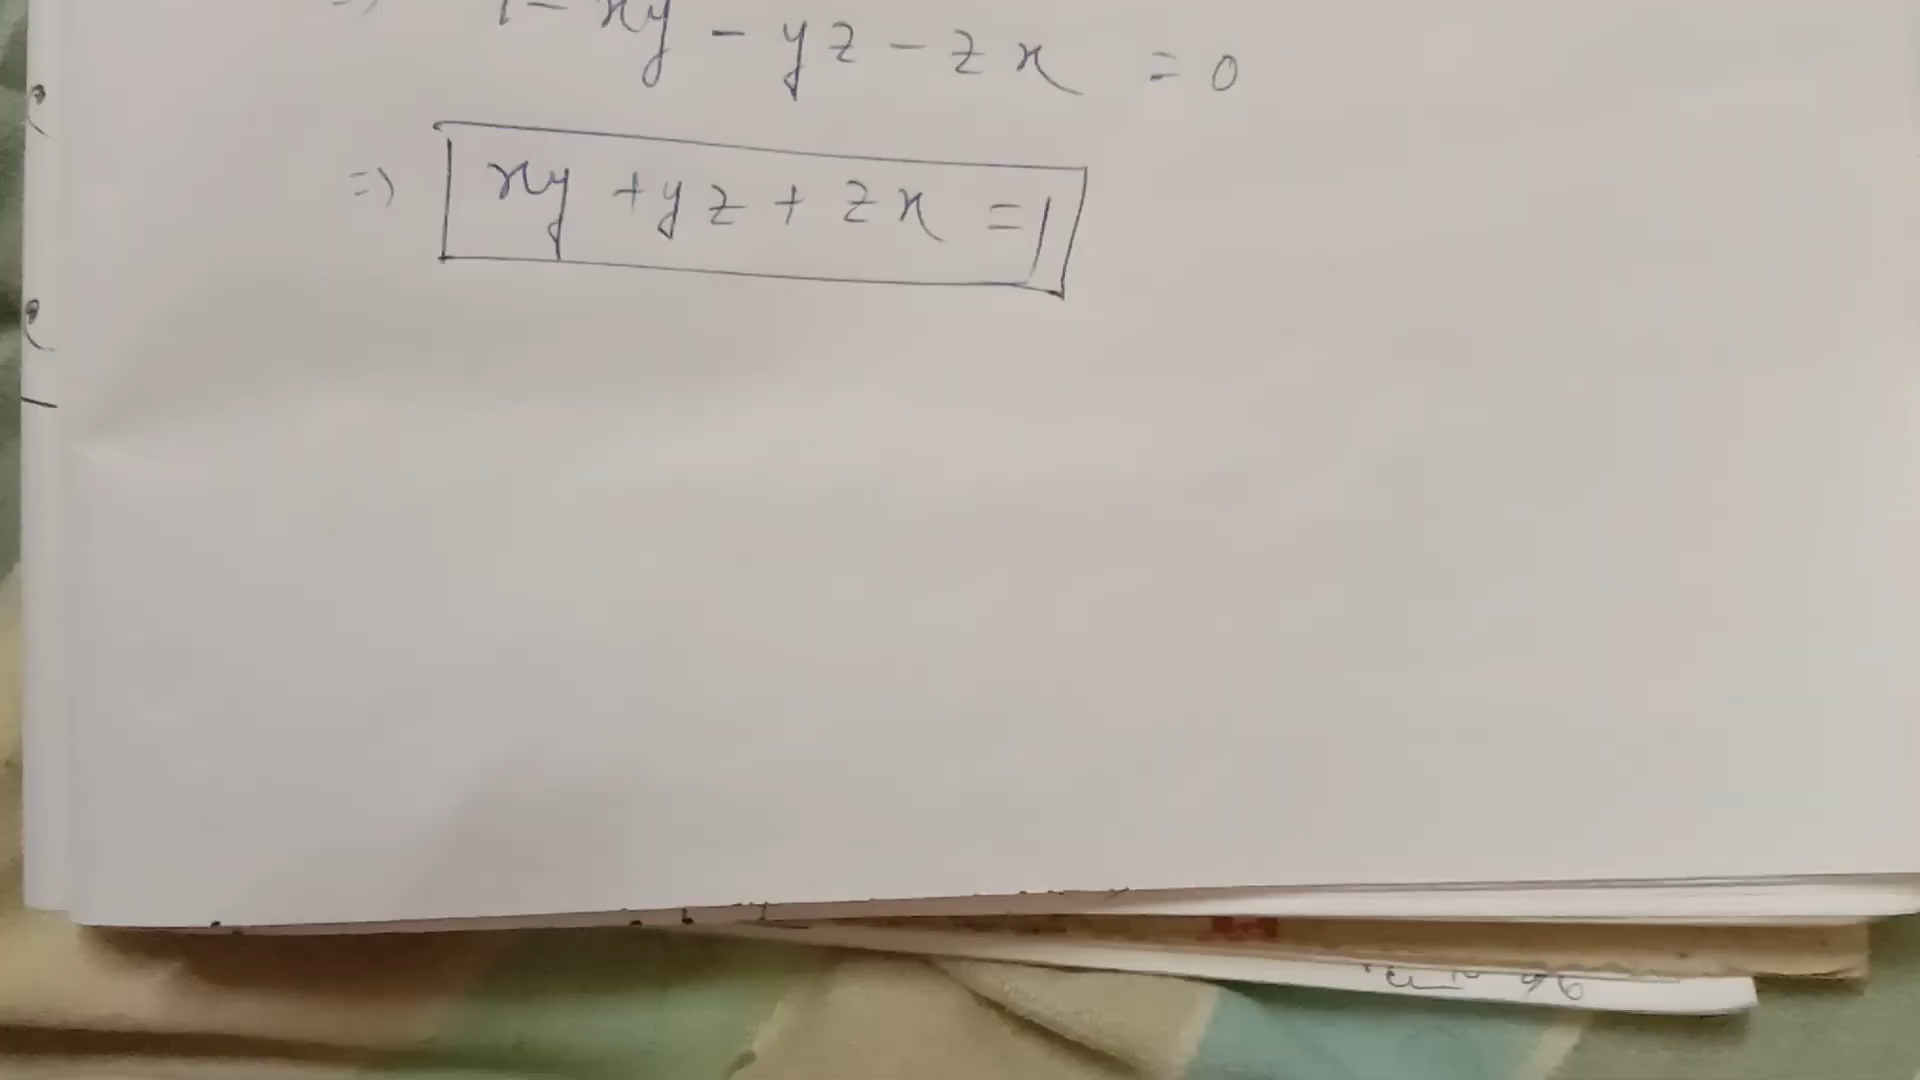 ⇒ 1 - xy - yz - zx = 0
⇒ xy + yz + zx = 1